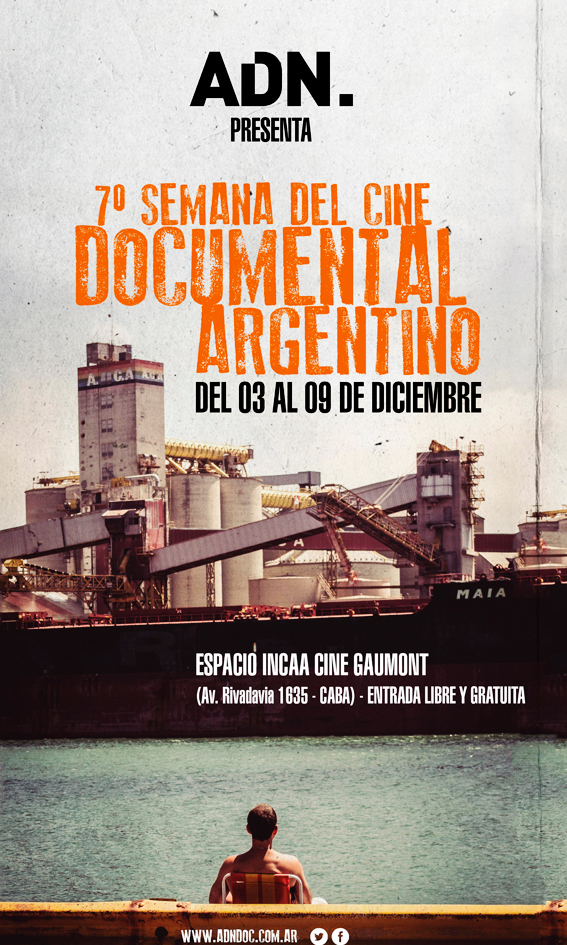 ADN.
PRESENTA
7º SEMANA DEL CINE
DOCUMENTAL
ARGENTINO
DEL 03 AL 09 DE DICIEMBRE
MAIA
ESPACIO INCAA CINE GAUMONT
(Av. Rivadavia 1635 - CABA) - ENTRADA LIBRE Y GRATUITA
WWW.ADNDOC.COM.AR